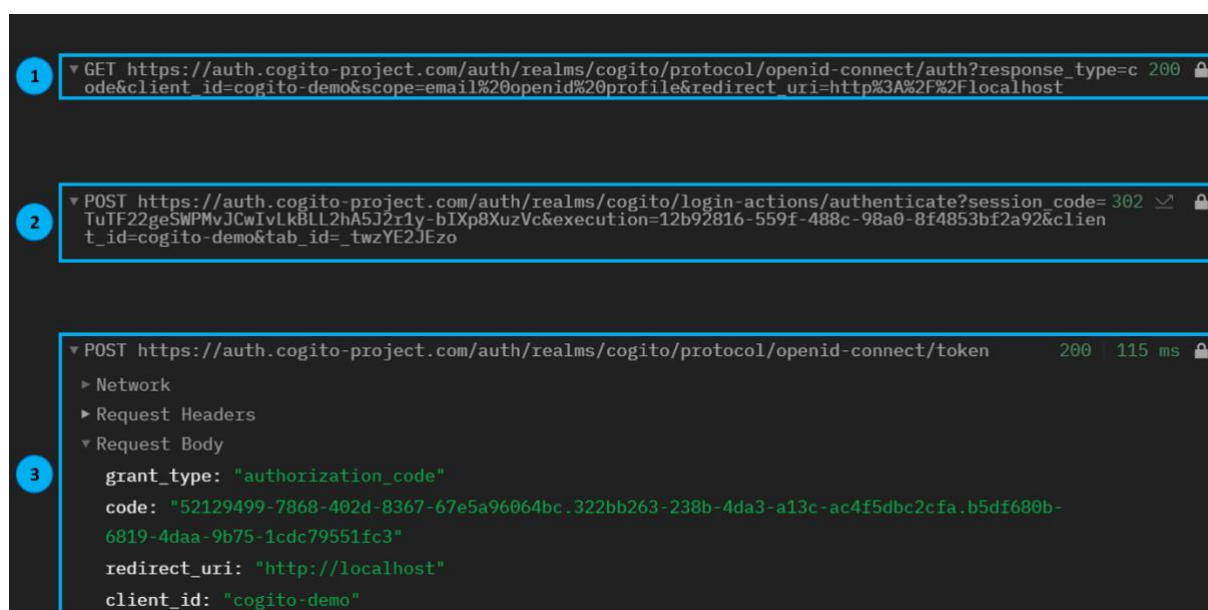 1
▼ GET https://auth.cogito-project.com/auth/realms/cogito/protocol/openid-connect/auth?response_type=c 200
ode&client_id=cogito-demo&scope=email%20openid%20profile&redirect_uri=http%3A%2F%2Flocalhost
2
▼ POST https://auth.cogito-project.com/auth/realms/cogito/login-actions/authenticate?session_code= 302
TuTF22geSWPMvJCwIvLkBLL2hA5J2r1y-bIXp8XuzVc&execution=12b92816-559f-488c-98a0-8f4853bf2a92&clien
t_id=cogito-demo&tab_id=_twzYE2JEzo
3
▼ POST https://auth.cogito-project.com/auth/realms/cogito/protocol/openid-connect/token 200 115 ms
▶ Network
▶ Request Headers
▼ Request Body
grant_type: "authorization_code"
code: "52129499-7868-402d-8367-67e5a96064bc.322bb263-238b-4da3-a13c-ac4f5dbc2cfa.b5df680b-
6819-4daa-9b75-1cdc79551fc3"
redirect_uri: "http://localhost"
client_id: "cogito-demo"